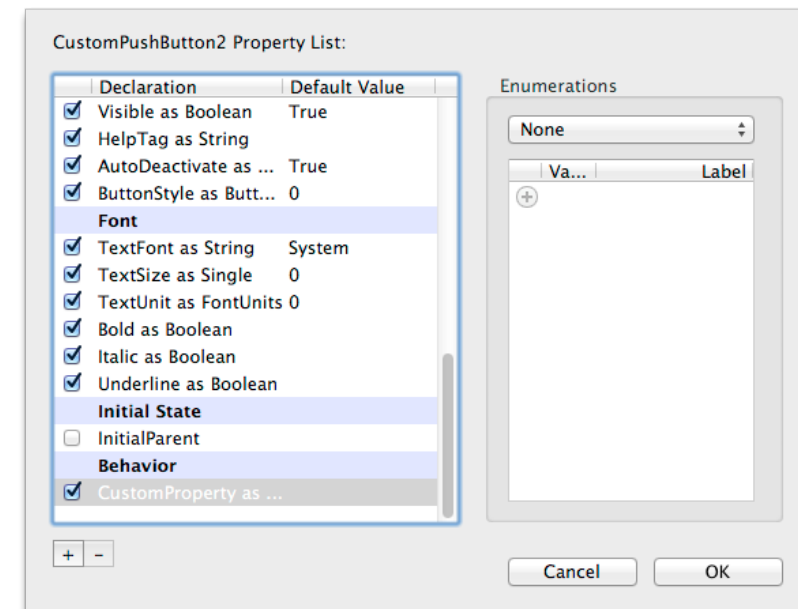 CustomPushButton2 Property List:
Declaration Default Value
Visible as Boolean True
HelpTag as String
AutoDeactivate as ... True
ButtonStyle as Butt... 0
Font
TextFont as String System
TextSize as Single 0
TextUnit as FontUnits 0
Bold as Boolean
Italic as Boolean
Underline as Boolean
Initial State
InitialParent
Behavior
CustomProperty as ...
+ -
Enumerations
None
Va... Label
Cancel OK